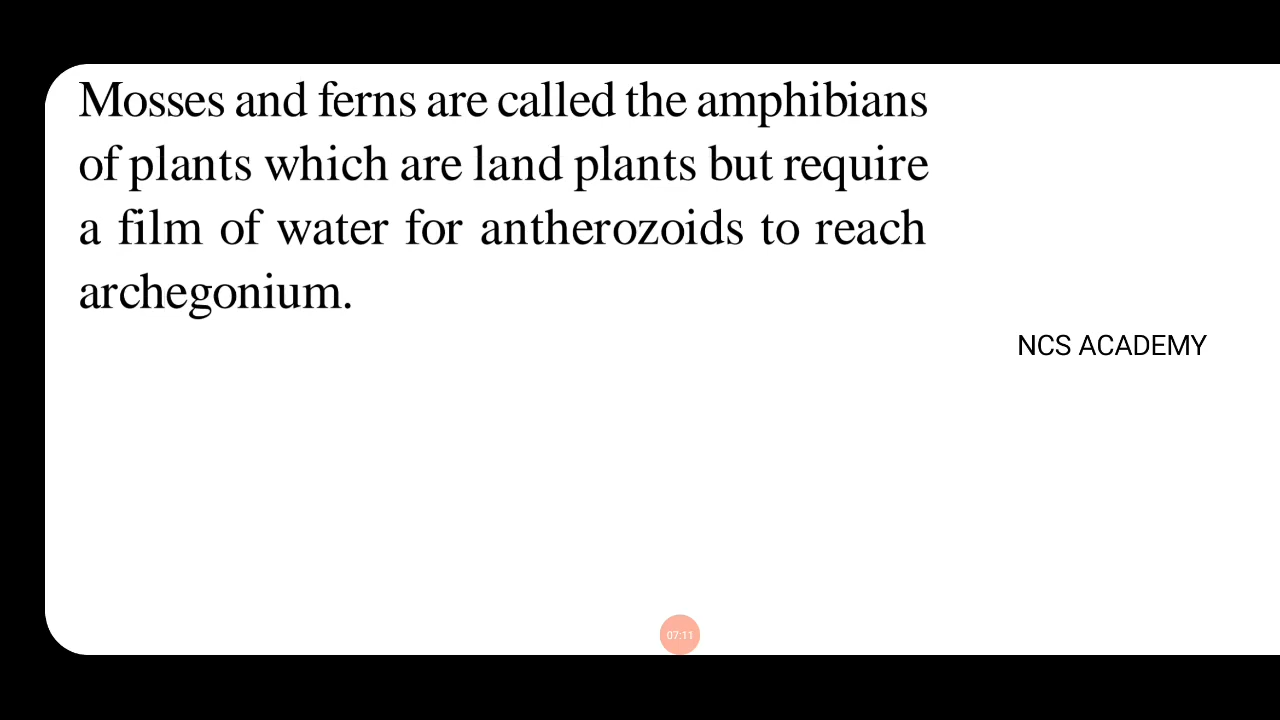 Mosses and ferns are called the amphibians
of plants which are land plants but require
a film of water for antherozoids to reach
archegonium.
NCS ACADEMY
07:11